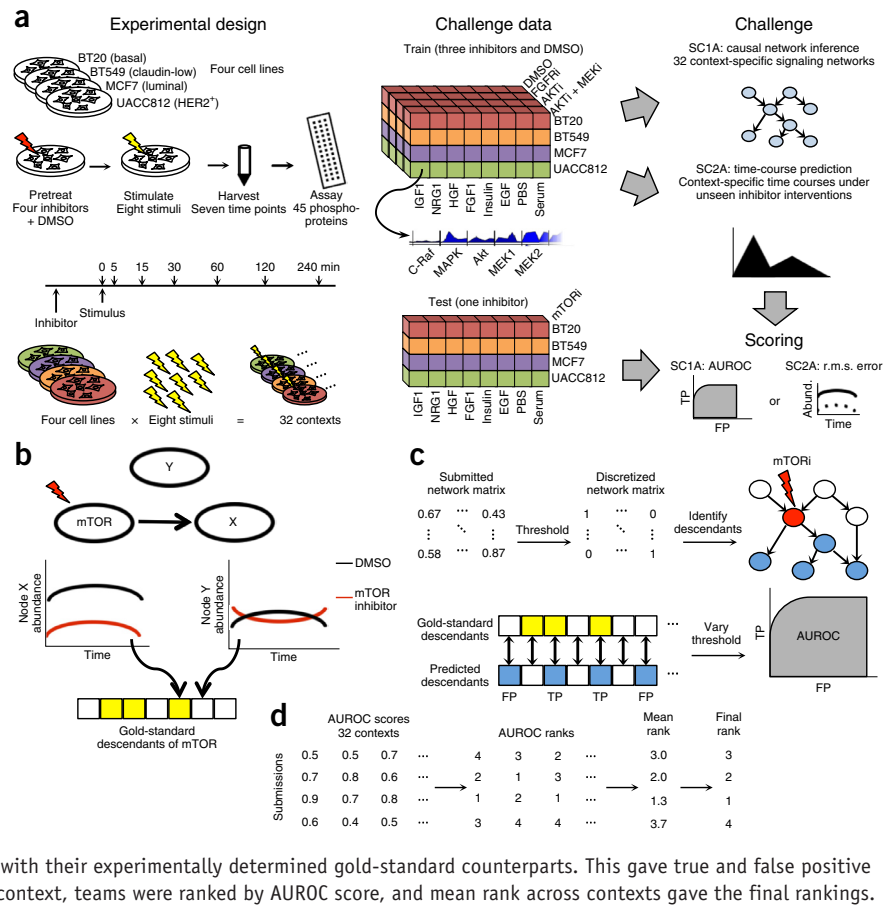 a
Experimental design
BT20 (basal)
BT549 (claudin-low)
MCF7 (luminal)
UACC812 (HER2+)
Four cell lines
Pretreat
Four inhibitors
+ DMSO
Stimulate
Eight stimuli
Harvest
Seven time points
Assay
45 phospho-
proteins
0 5 15 30 60 120 240 min
Inhibitor
Stimulus
Four cell lines × Eight stimuli = 32 contexts
Challenge data
Train (three inhibitors and DMSO)
DMSO
FGFRi
AKTi
AKTi + MEKi
BT20
BT549
MCF7
UACC812
IGF1
NRG1
HGF
FGF1
Insulin
EGF
PBS
Serum
C-Raf
MAPK
Akt
MEK1
MEK2
Test (one inhibitor)
mTORi
BT20
BT549
MCF7
UACC812
IGF1
NRG1
HGF
FGF1
Insulin
EGF
PBS
Serum
Challenge
SC1A: causal network inference
32 context-specific signaling networks
SC2A: time-course prediction
Context-specific time courses under
unseen inhibitor interventions
Scoring
SC1A: AUROC
TP
FP
or
SC2A: r.m.s. error
Abund.
Time
b
Y
mTOR
X
DMSO
mTOR
inhibitor
Node X
abundance
Time
Node Y
abundance
Time
Gold-standard
descendants of mTOR
c
Submitted
network matrix
0.67 ... 0.43
⋮ ⋱ ⋮
0.58 ... 0.87
Threshold
Discretized
network matrix
1 ... 0
⋮ ⋱ ⋮
0 ... 1
Identify
descendants
mTORi
Gold-standard
descendants
...
Predicted
descendants
...
FP TP TP FP
Vary
threshold
TP
AUROC
FP
d
AUROC scores
32 contexts
Submissions
0.5 0.5 0.7 ...
0.7 0.8 0.6 ...
0.9 0.7 0.8 ...
0.6 0.4 0.5 ...
AUROC ranks
4 3 2 ...
2 1 3 ...
1 2 1 ...
3 4 4 ...
Mean
rank
3.0
2.0
1.3
3.7
Final
rank
3
2
1
4
with their experimentally determined gold-standard counterparts. This gave true and false positive
context, teams were ranked by AUROC score, and mean rank across contexts gave the final rankings.